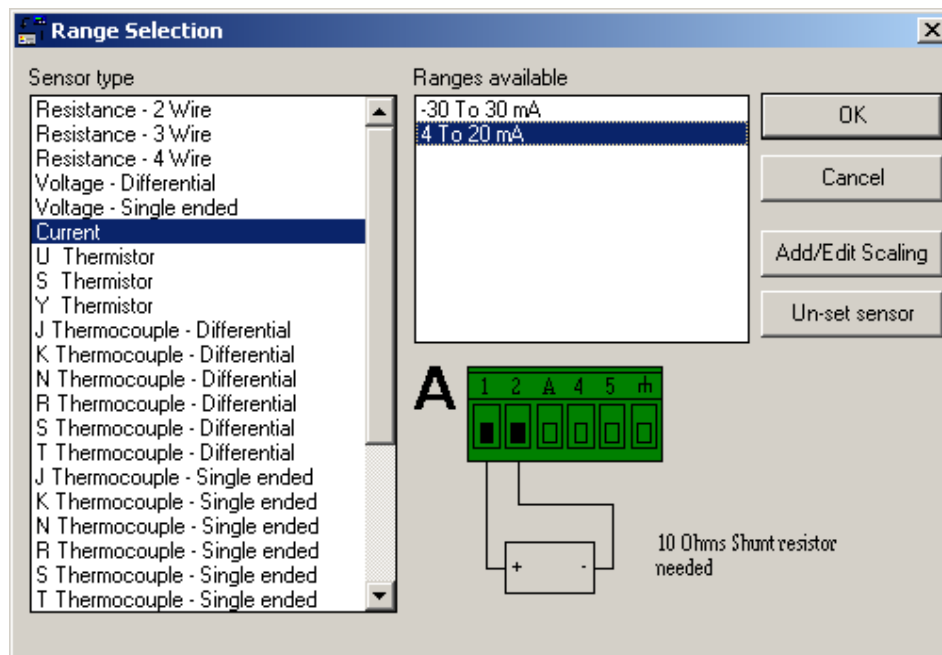 Range Selection
Sensor type
Resistance - 2 Wire
Resistance - 3 Wire
Resistance - 4 Wire
Voltage - Differential
Voltage - Single ended
Current
U Thermistor
S Thermistor
Y Thermistor
J Thermocouple - Differential
K Thermocouple - Differential
N Thermocouple - Differential
R Thermocouple - Differential
S Thermocouple - Differential
T Thermocouple - Differential
J Thermocouple - Single ended
K Thermocouple - Single ended
N Thermocouple - Single ended
R Thermocouple - Single ended
S Thermocouple - Single ended
T Thermocouple - Single ended
Ranges available
-30 To 30 mA
4 To 20 mA
OK
Cancel
Add/Edit Scaling
Un-set sensor
A
1 2 A 4 5
+ -
10 Ohms Shunt resistor
needed